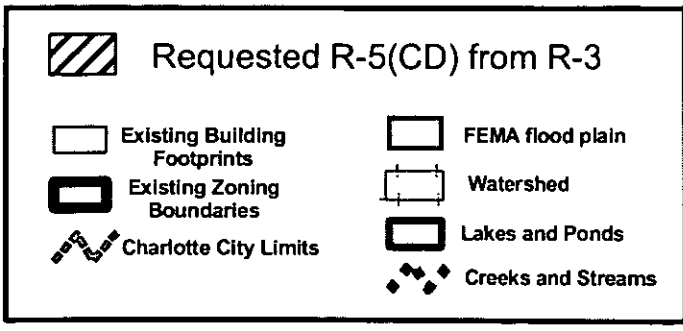 Requested R-5(CD) from R-3
Existing Building
Footprints
Existing Zoning
Boundaries
Charlotte City Limits
FEMA flood plain
Watershed
Lakes and Ponds
Creeks and Streams